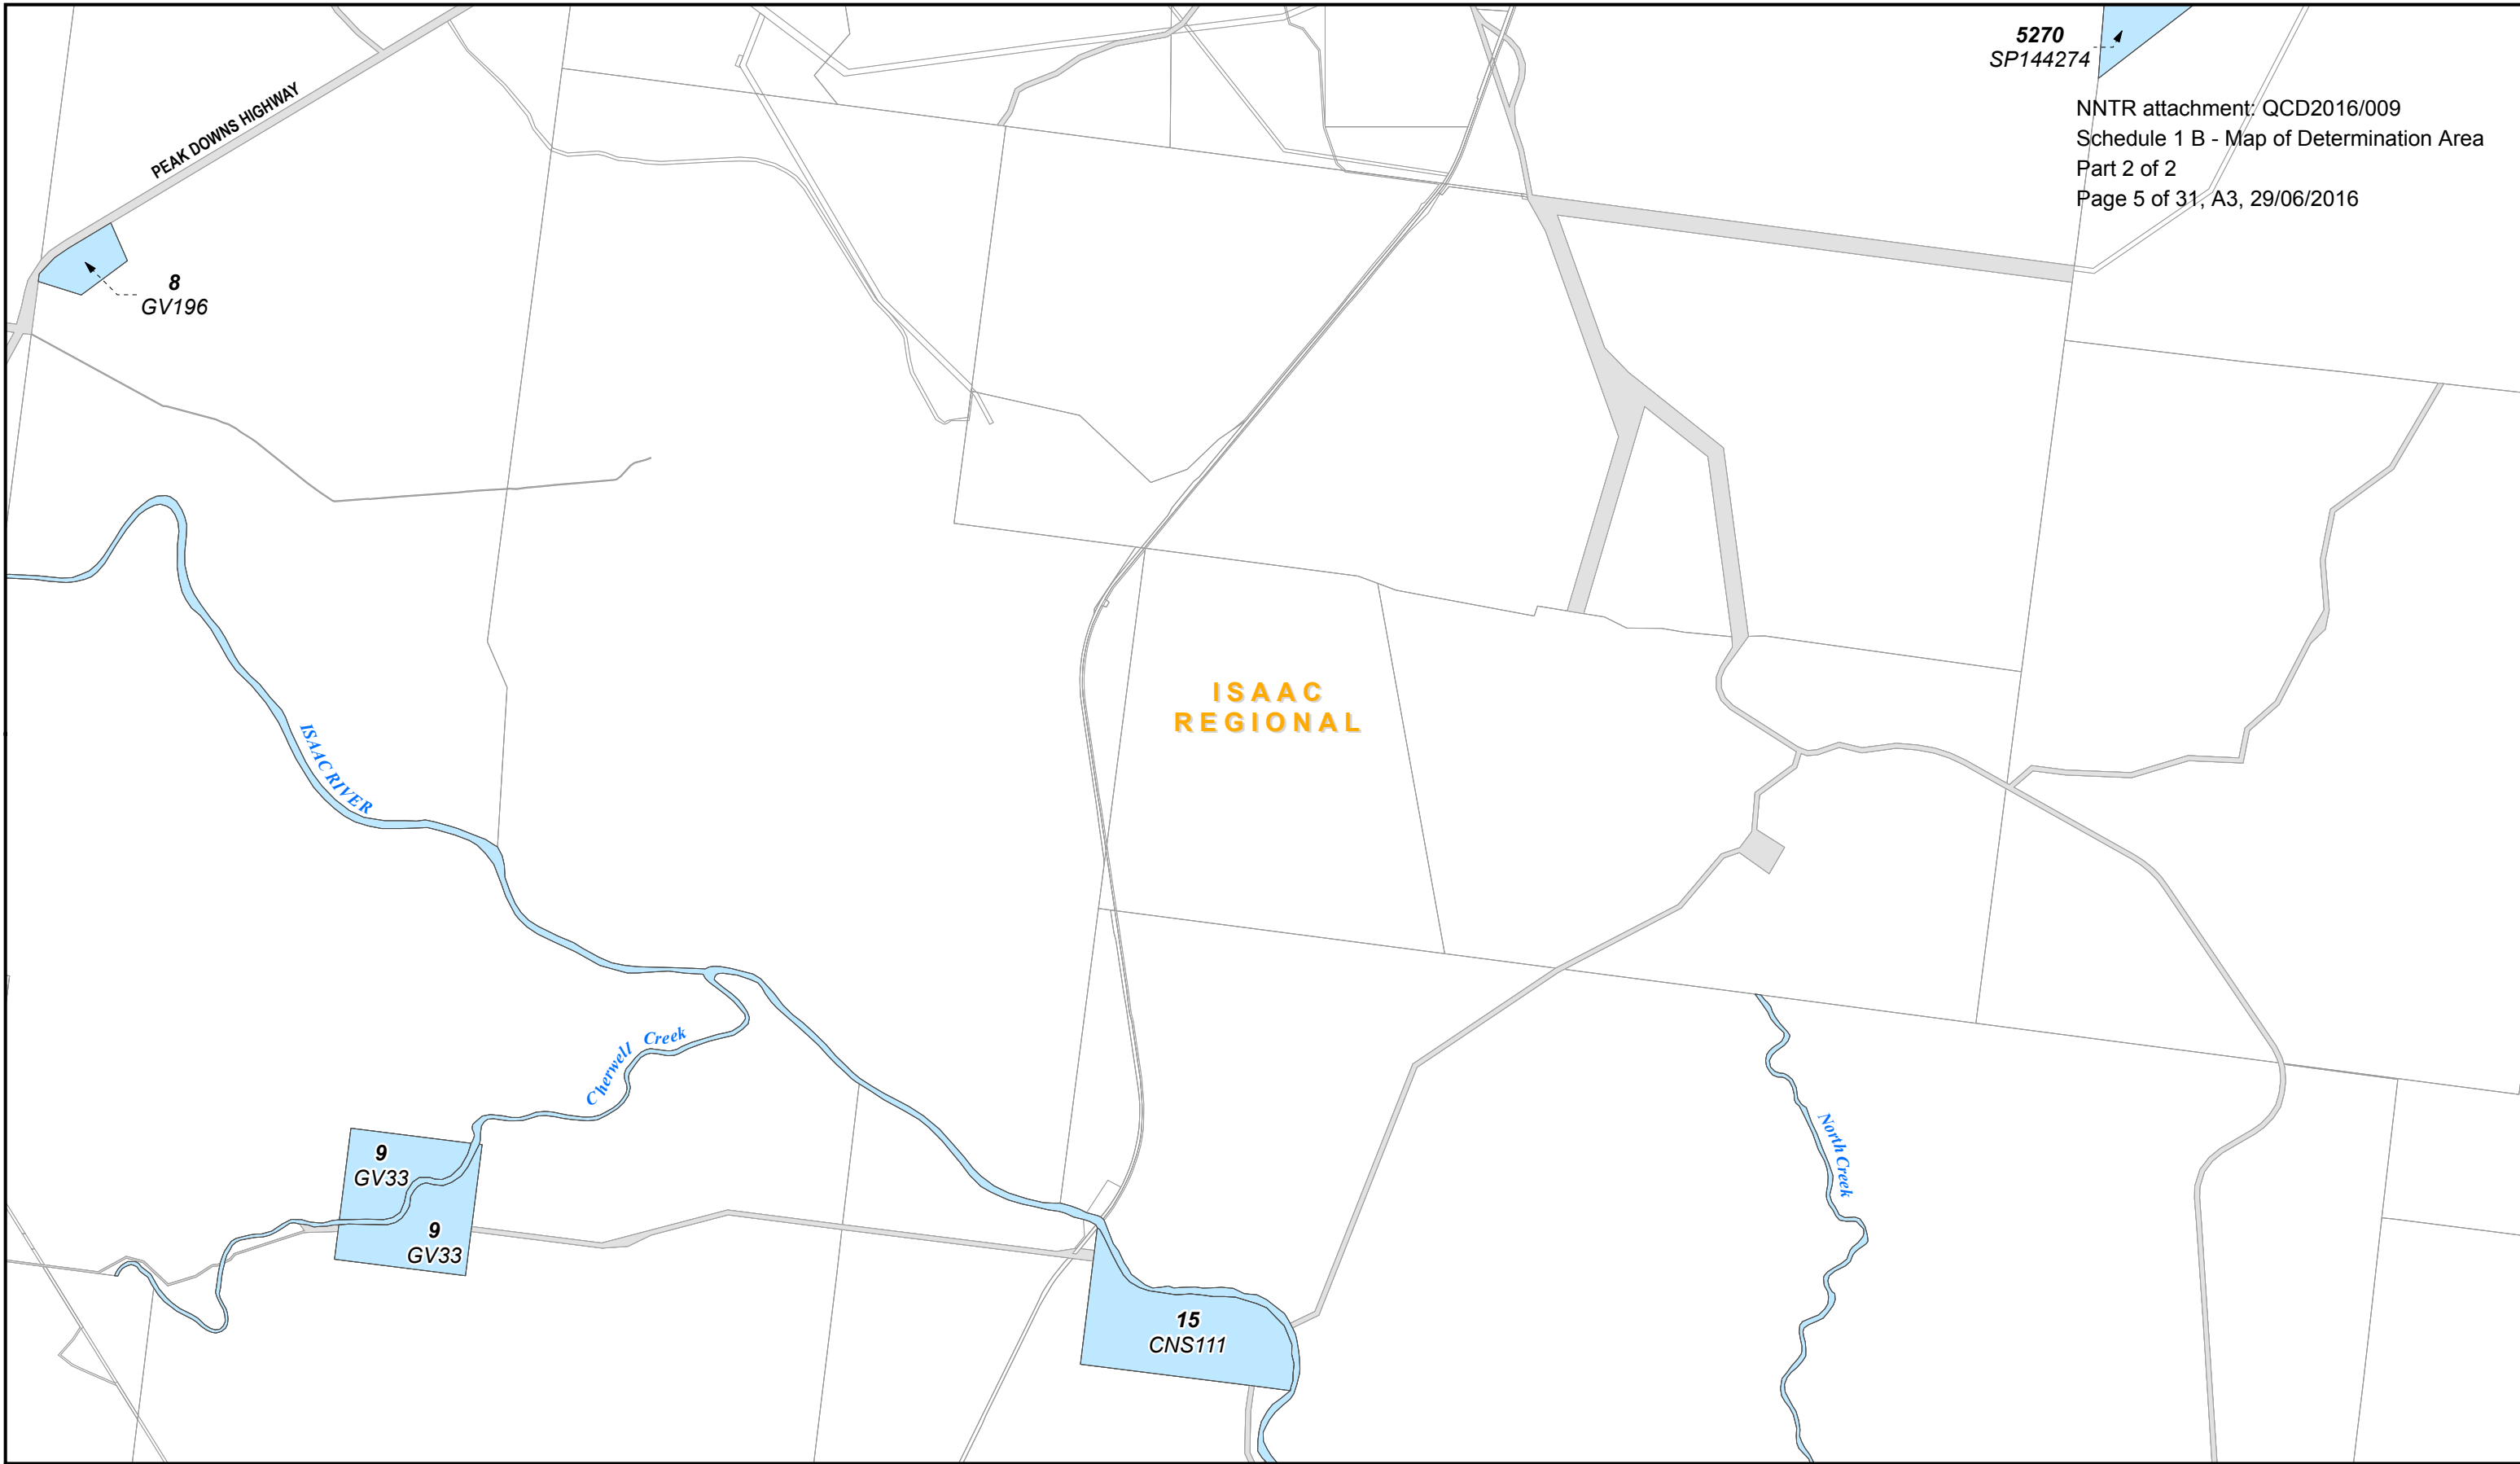 5270
SP144274
NNTR attachment: QCD2016/009
Schedule 1 B - Map of Determination Area
Part 2 of 2
Page 5 of 31, A3, 29/06/2016
PEAK DOWNS HIGHWAY
8
GV196
ISAAC
REGIONAL
ISAAC RIVER
Cherwell Creek
North Creek
9
GV33
9
GV33
15
CNS111